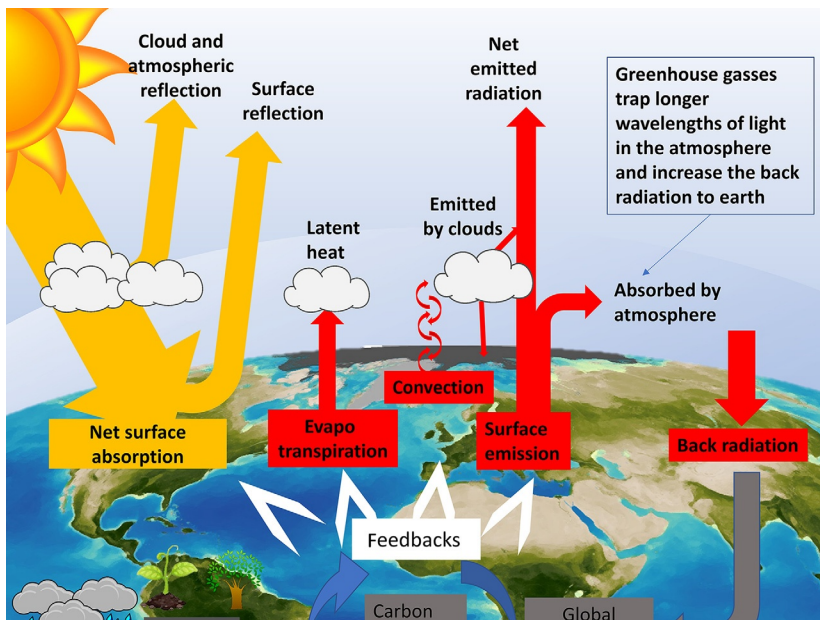 Cloud and
atmospheric
reflection
Surface
reflection
Net
emitted
radiation
Greenhouse gasses
trap longer
wavelengths of light
in the atmosphere
and increase the back
radiation to earth
Latent
heat
Emitted
by clouds
Absorbed by
atmosphere
Convection
Net surface
absorption
Evapo
transpiration
Surface
emission
Back radiation
Feedbacks
Carbon
Global